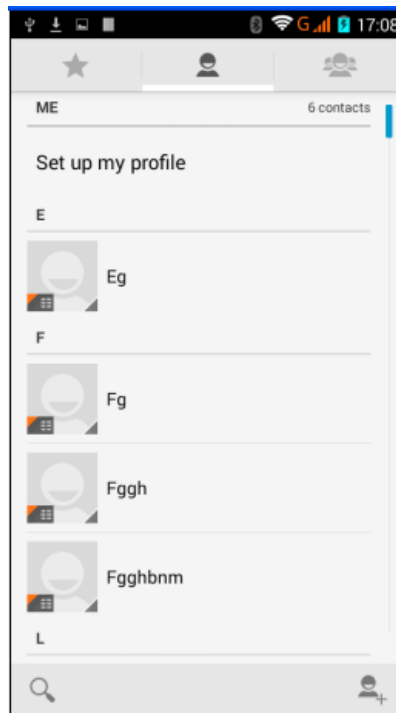 G 17:08
ME 6 contacts
Set up my profile
E
Eg
F
Fg
Fggh
Fgghbnm
L